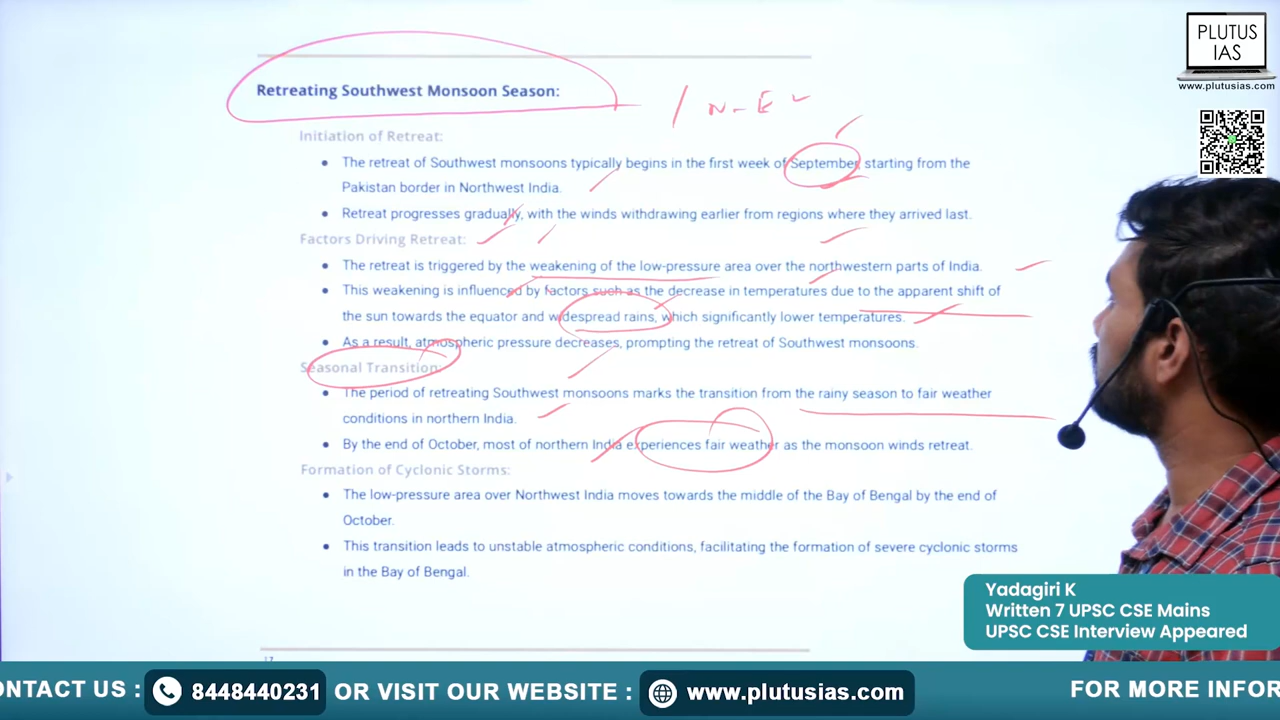 PLUTUS
IAS
www.plutusias.com
Retreating Southwest Monsoon Season:
/ N-E
Initiation of Retreat:
• The retreat of Southwest monsoons typically begins in the first week of September, starting from the
Pakistan border in Northwest India.
• Retreat progresses gradually, with the winds withdrawing earlier from regions where they arrived last.
Factors Driving Retreat:
• The retreat is triggered by the weakening of the low-pressure area over the northwestern parts of India.
• This weakening is influenced by factors such as the decrease in temperatures due to the apparent shift of
the sun towards the equator and widespread rains, which significantly lower temperatures.
• As a result, atmospheric pressure decreases, prompting the retreat of Southwest monsoons.
Seasonal Transition:
• The period of retreating Southwest monsoons marks the transition from the rainy season to fair weather
conditions in northern India.
• By the end of October, most of northern India experiences fair weather as the monsoon winds retreat.
Formation of Cyclonic Storms:
• The low-pressure area over Northwest India moves towards the middle of the Bay of Bengal by the end of
October.
• This transition leads to unstable atmospheric conditions, facilitating the formation of severe cyclonic storms
in the Bay of Bengal.
Yadagiri K
Written 7 UPSC CSE Mains
UPSC CSE Interview Appeared
ONTACT US : 8448440231 OR VISIT OUR WEBSITE : www.plutusias.com FOR MORE INFOR